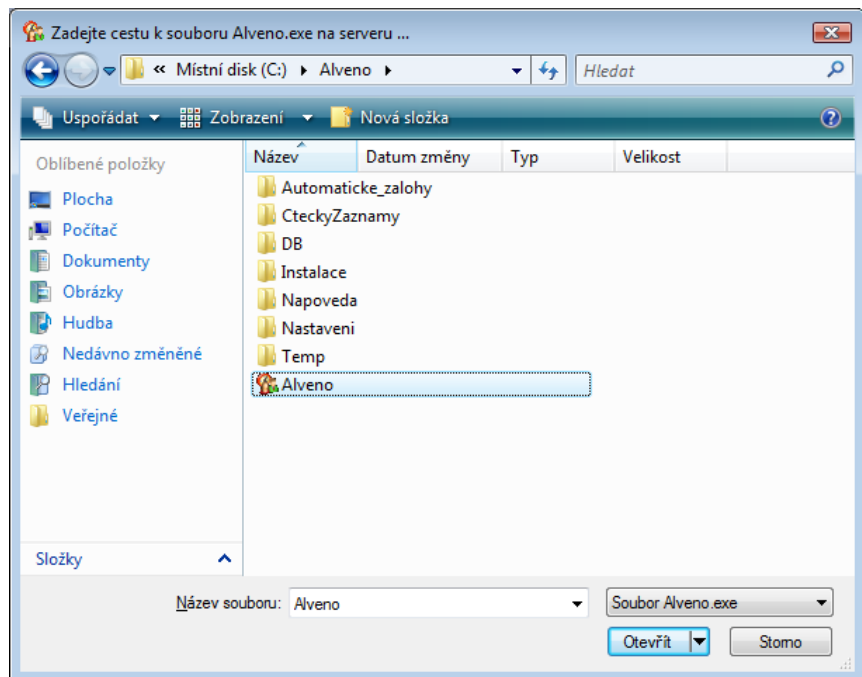 Zadejte cestu k souboru Alveno.exe na serveru ...
« Místní disk (C:) Alveno Hledat
Uspořádat Zobrazení Nová složka
Oblíbené položky
Plocha
Počítač
Dokumenty
Obrázky
Hudba
Nedávno změněné
Hledání
Veřejné
Složky
Název Datum změny Typ Velikost
Automaticke_zalohy
CteckyZaznamy
DB
Instalace
Napoveda
Nastaveni
Temp
Alveno
Název souboru: Alveno Soubor Alveno.exe
Otevřít Storno